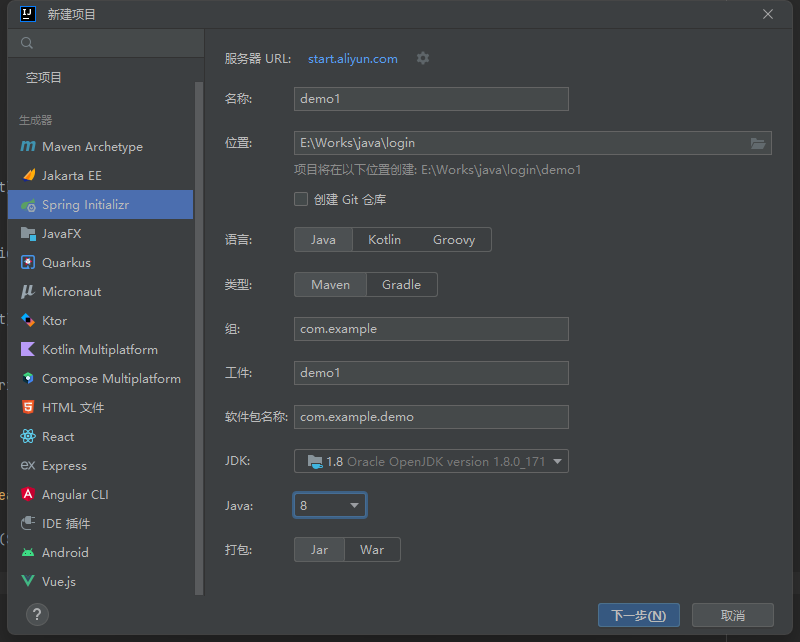 新建项目
空项目
生成器
Maven Archetype
Jakarta EE
Spring Initializr
JavaFX
Quarkus
Micronaut
Ktor
Kotlin Multiplatform
Compose Multiplatform
HTML 文件
React
Express
Angular CLI
IDE 插件
Android
Vue.js
服务器 URL: start.aliyun.com
名称: demo1
位置: E:\Works\java\login
项目将在以下位置创建: E:\Works\java\login\demo1
创建 Git 仓库
语言: Java Kotlin Groovy
类型: Maven Gradle
组: com.example
工件: demo1
软件包名称: com.example.demo
JDK: 1.8 Oracle OpenJDK version 1.8.0_171
Java: 8
打包: Jar War
? 下一步(N) 取消